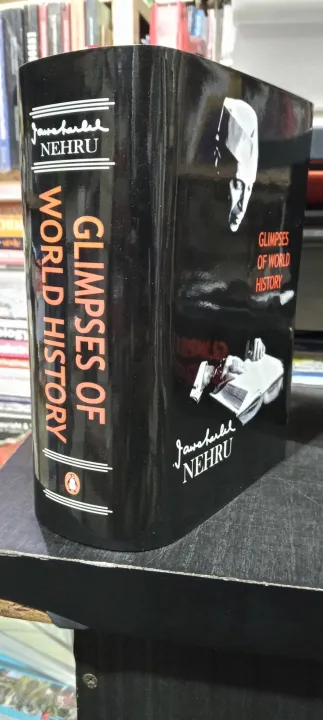 Jawaharlal
NEHRU
GLIMPSES OF
WORLD HISTORY
GLIMPSES
OF WORLD
HISTORY
Jawaharlal
NEHRU